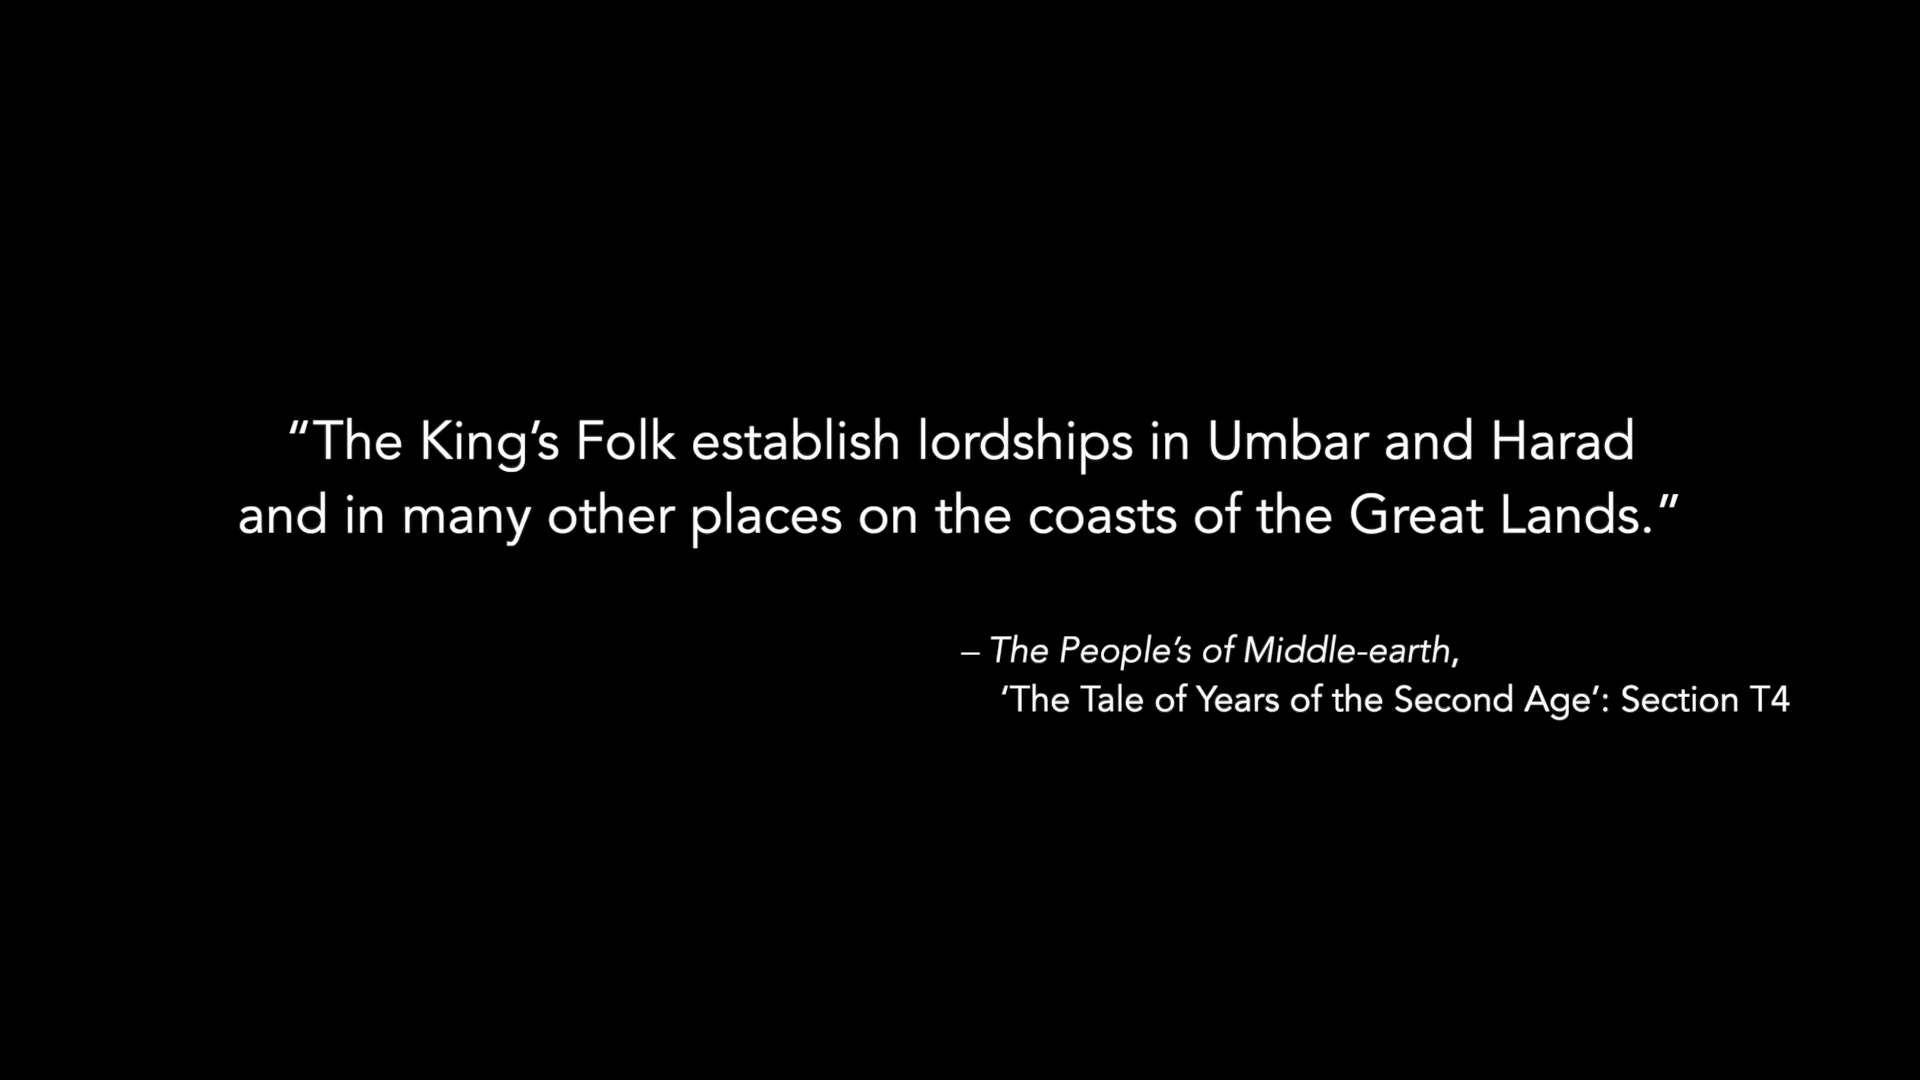 “The King’s Folk establish lordships in Umbar and Harad
and in many other places on the coasts of the Great Lands.”
– The People’s of Middle-earth,
‘The Tale of Years of the Second Age’: Section T4